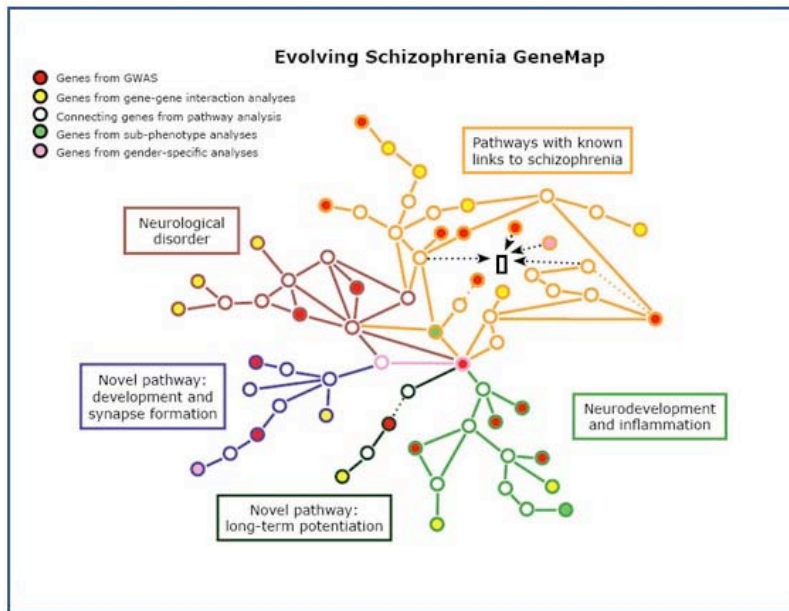 Evolving Schizophrenia GeneMap
Genes from GWAS
Genes from gene-gene interaction analyses
Connecting genes from pathway analysis
Genes from sub-phenotype analyses
Genes from gender-specific analyses
Pathways with known
links to schizophrenia
Neurological
disorder
Novel pathway:
development and
synapse formation
Neurodevelopment
and inflammation
Novel pathway:
long-term potentiation